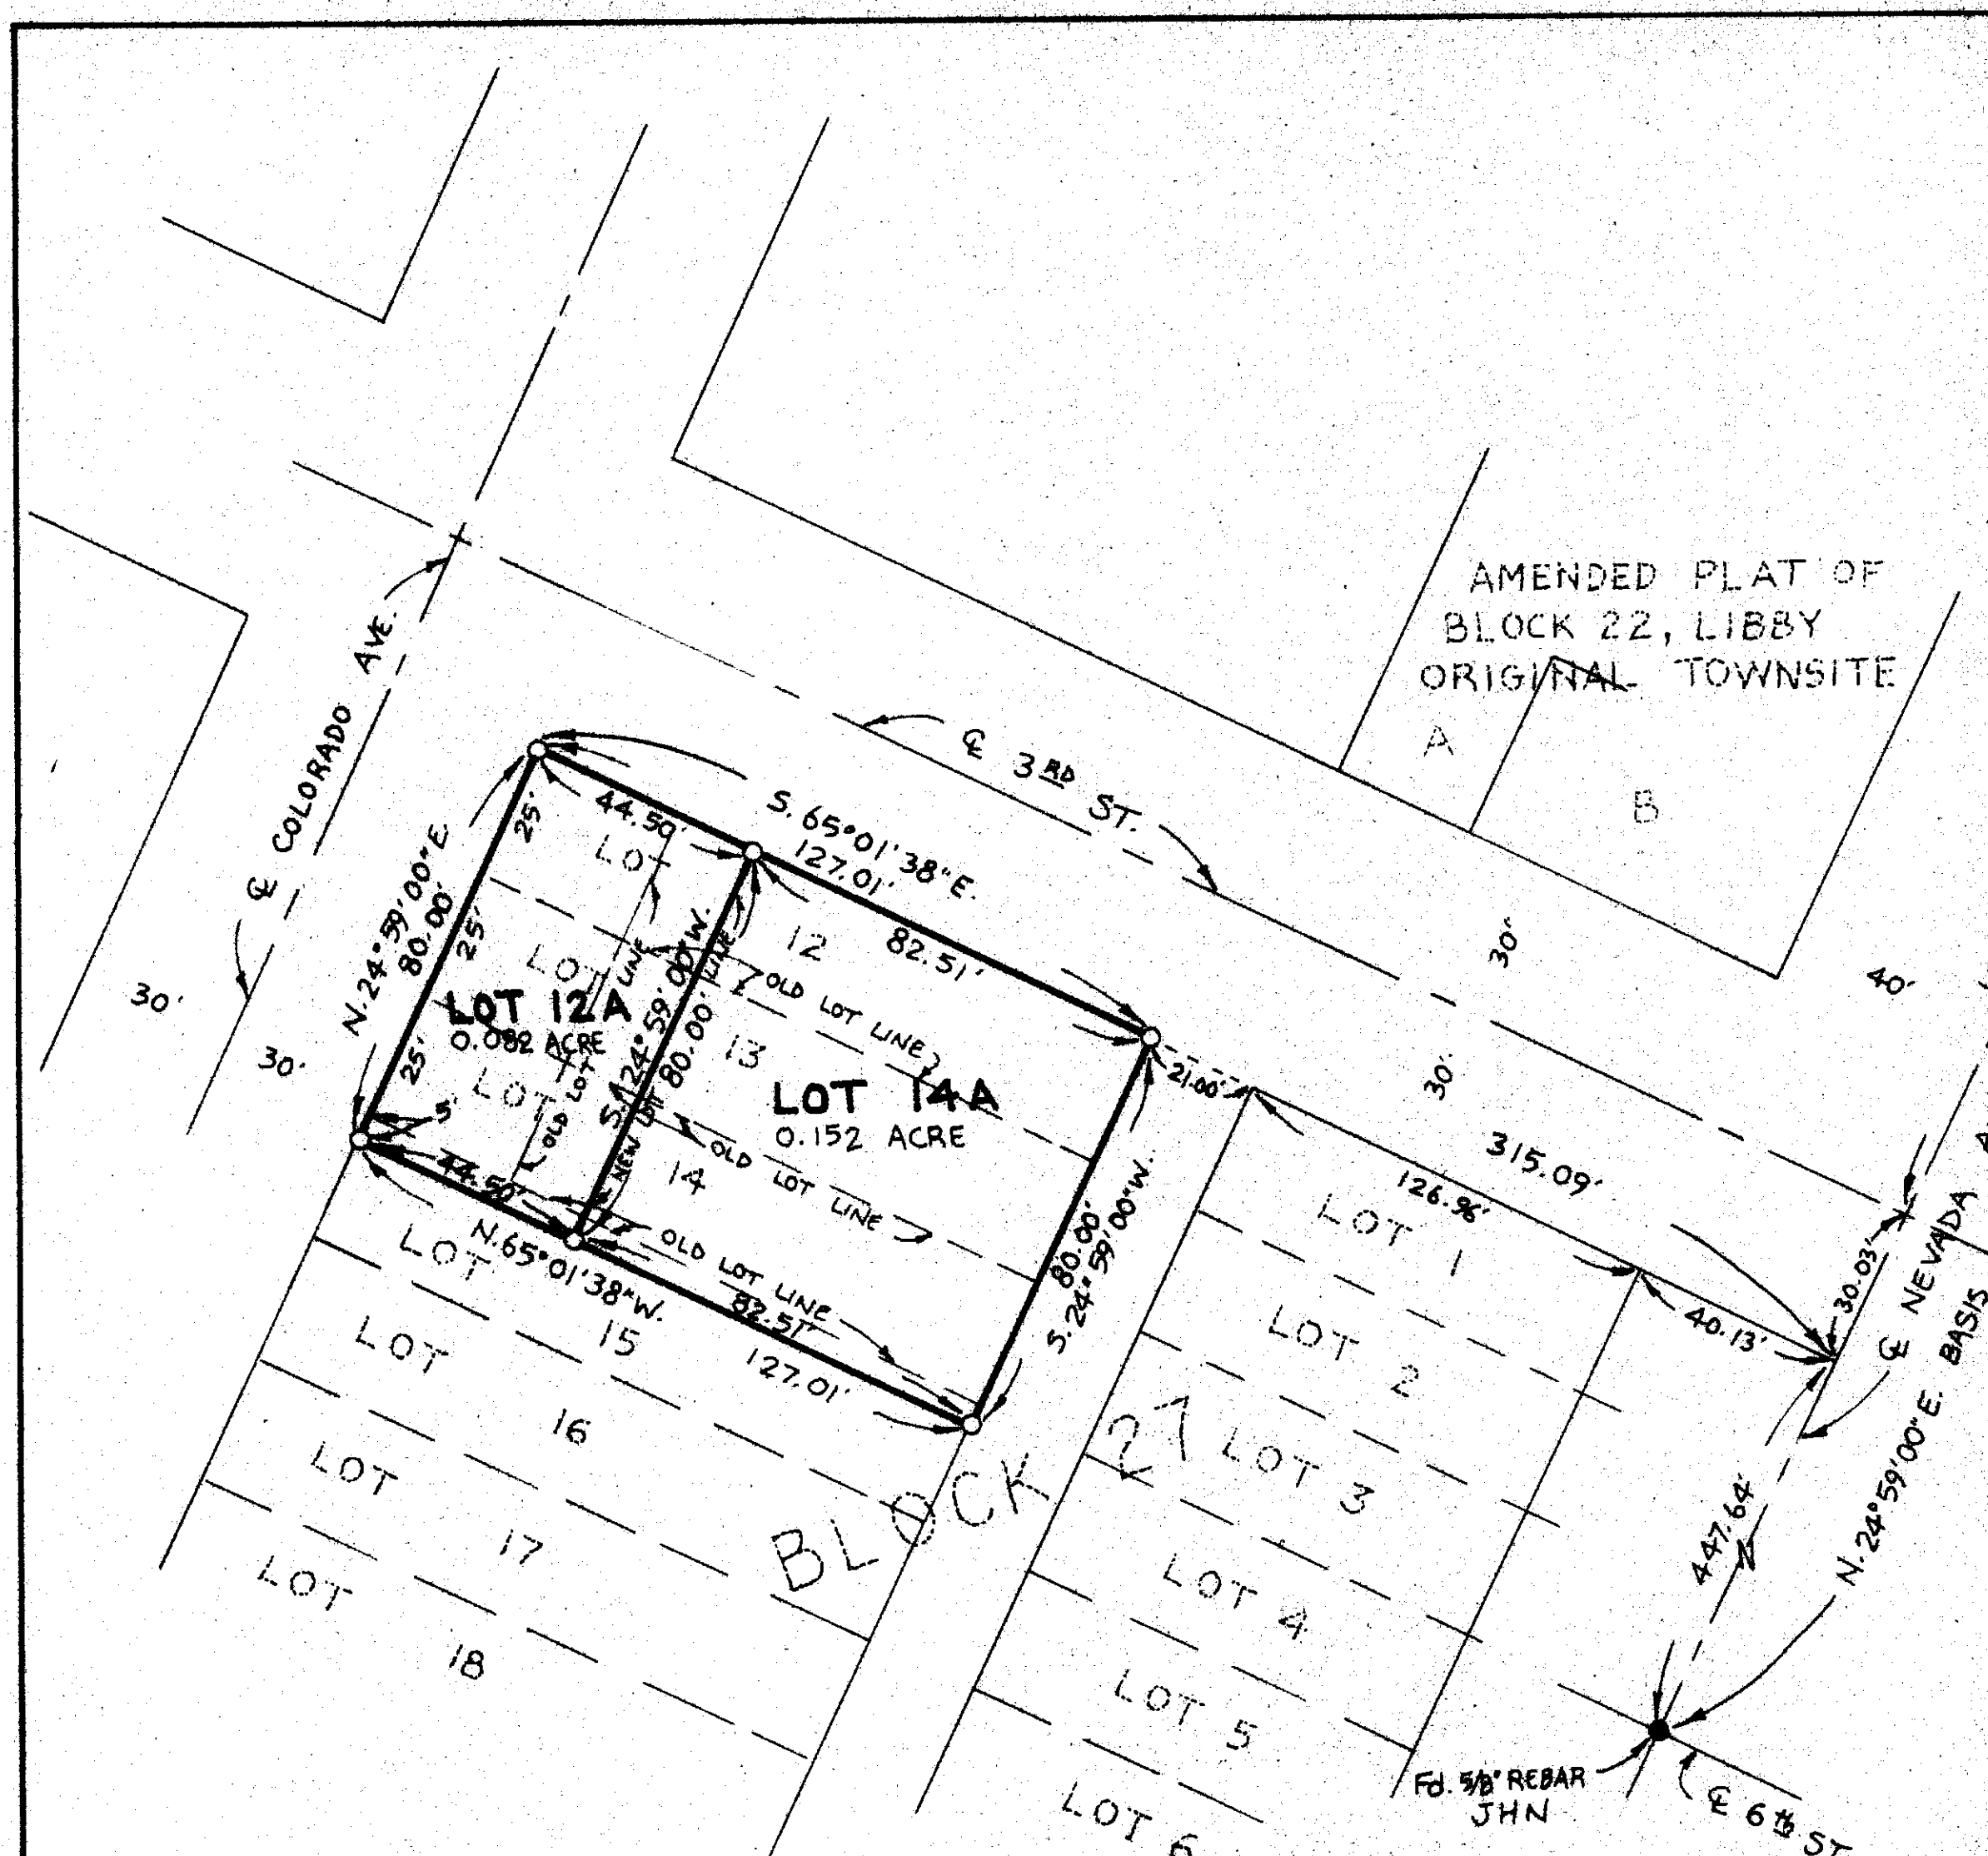 AMENDED PLAT OF
BLOCK 22, LIBBY
ORIGINAL TOWNSITE
A
B
℄ COLORADO AVE.
℄ 3RD ST.
S. 65°01'38"E.
127.01'
44.50'
82.51'
25'
25'
25'
5'
N. 24°59'00"E.
80.00'
30'
30'
30'
30'
40'
LOT
12
LOT
13
LOT
14
LOT 12A
0.082 ACRE
LOT 14A
0.152 ACRE
OLD LOT LINE
OLD LOT LINE
OLD LOT LINE
OLD LOT LINE
NEW LOT LINE
S. 24°59'00"W.
80.00'
80.00'
S. 24°59'00"W.
21.00'
44.50'
N. 65°01'38"W.
82.51'
127.01'
LOT
15
LOT
16
LOT
17
LOT
18
BLOCK 27
315.09'
126.96'
40.13'
30.03'
LOT 1
LOT 2
LOT 3
LOT 4
LOT 5
LOT 6
℄ NEVADA
N. 24°59'00"E. BASIS
447.64'
Fd. 5/8" REBAR
JHN
℄ 6th ST